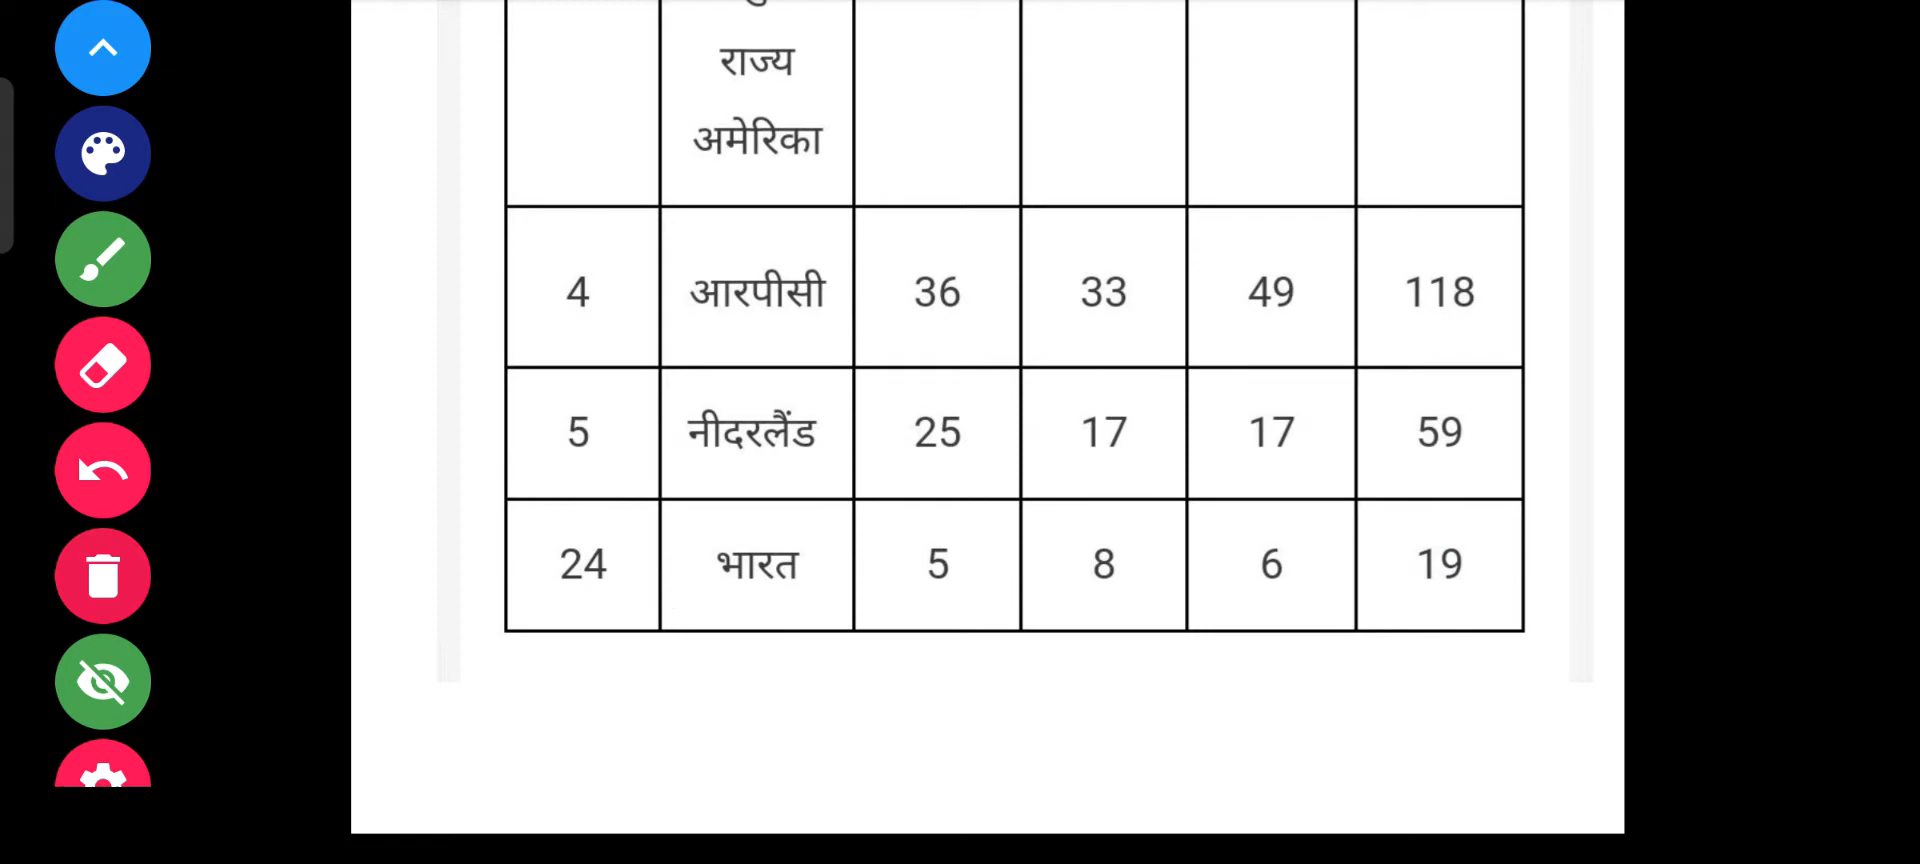 राज्य
अमेरिका
4 आरपीसी 36 33 49 118
5 नीदरलैंड 25 17 17 59
24 भारत 5 8 6 19